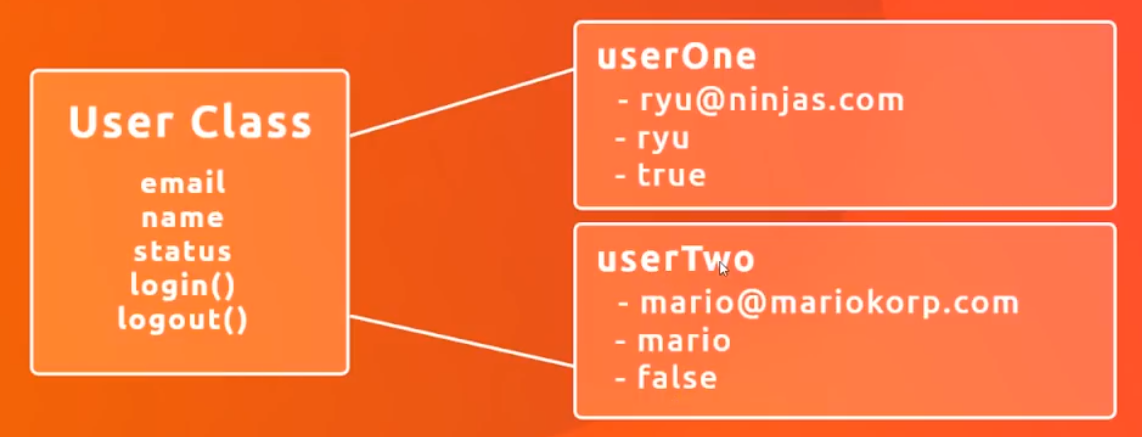 User Class
email
name
status
login()
logout()
userOne
- ryu@ninjas.com
- ryu
- true
userTwo
- mario@mariokorp.com
- mario
- false